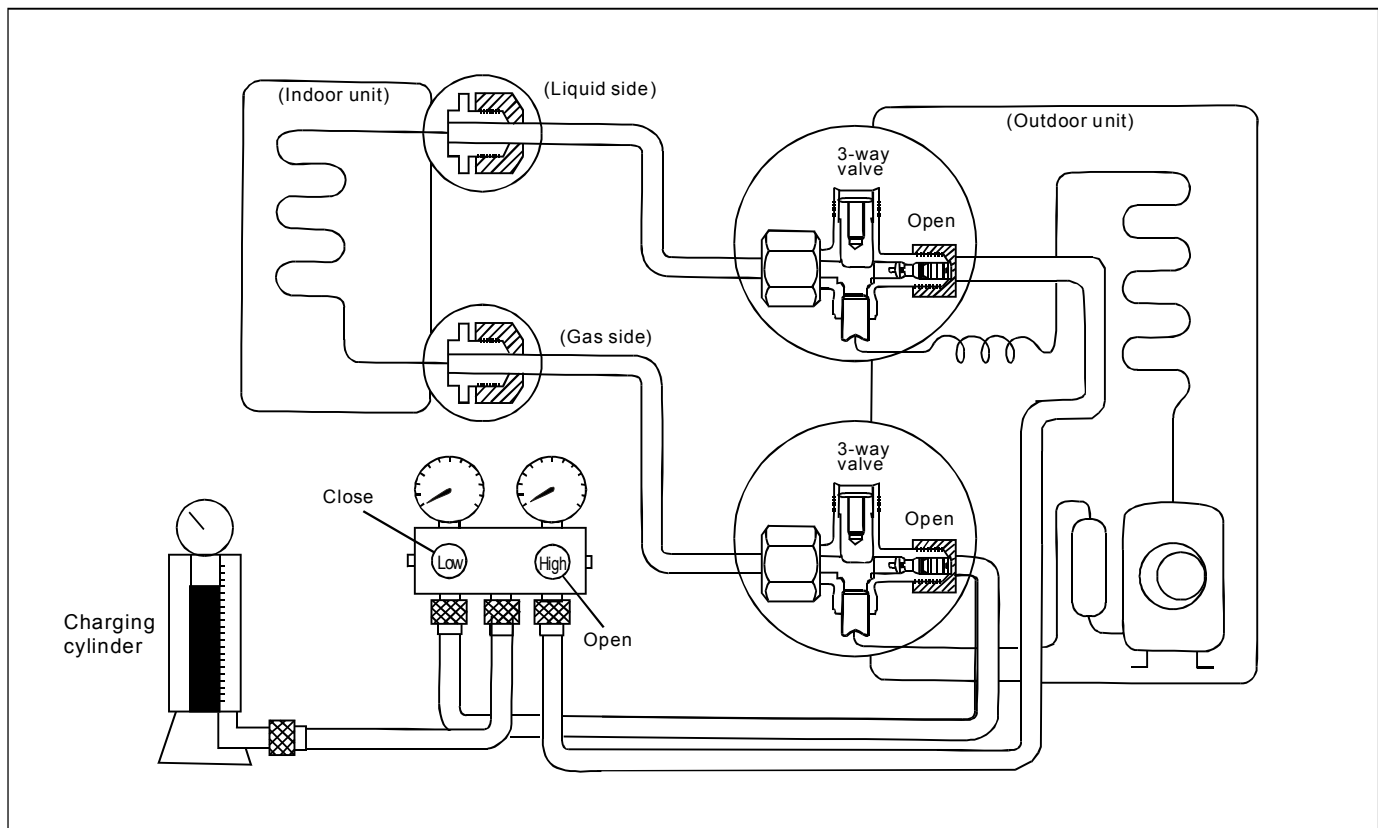 (Indoor unit)
(Liquid side)
(Outdoor unit)
3-way
valve
Open
(Gas side)
3-way
valve
Open
Close
Low
High
Open
Charging
cylinder